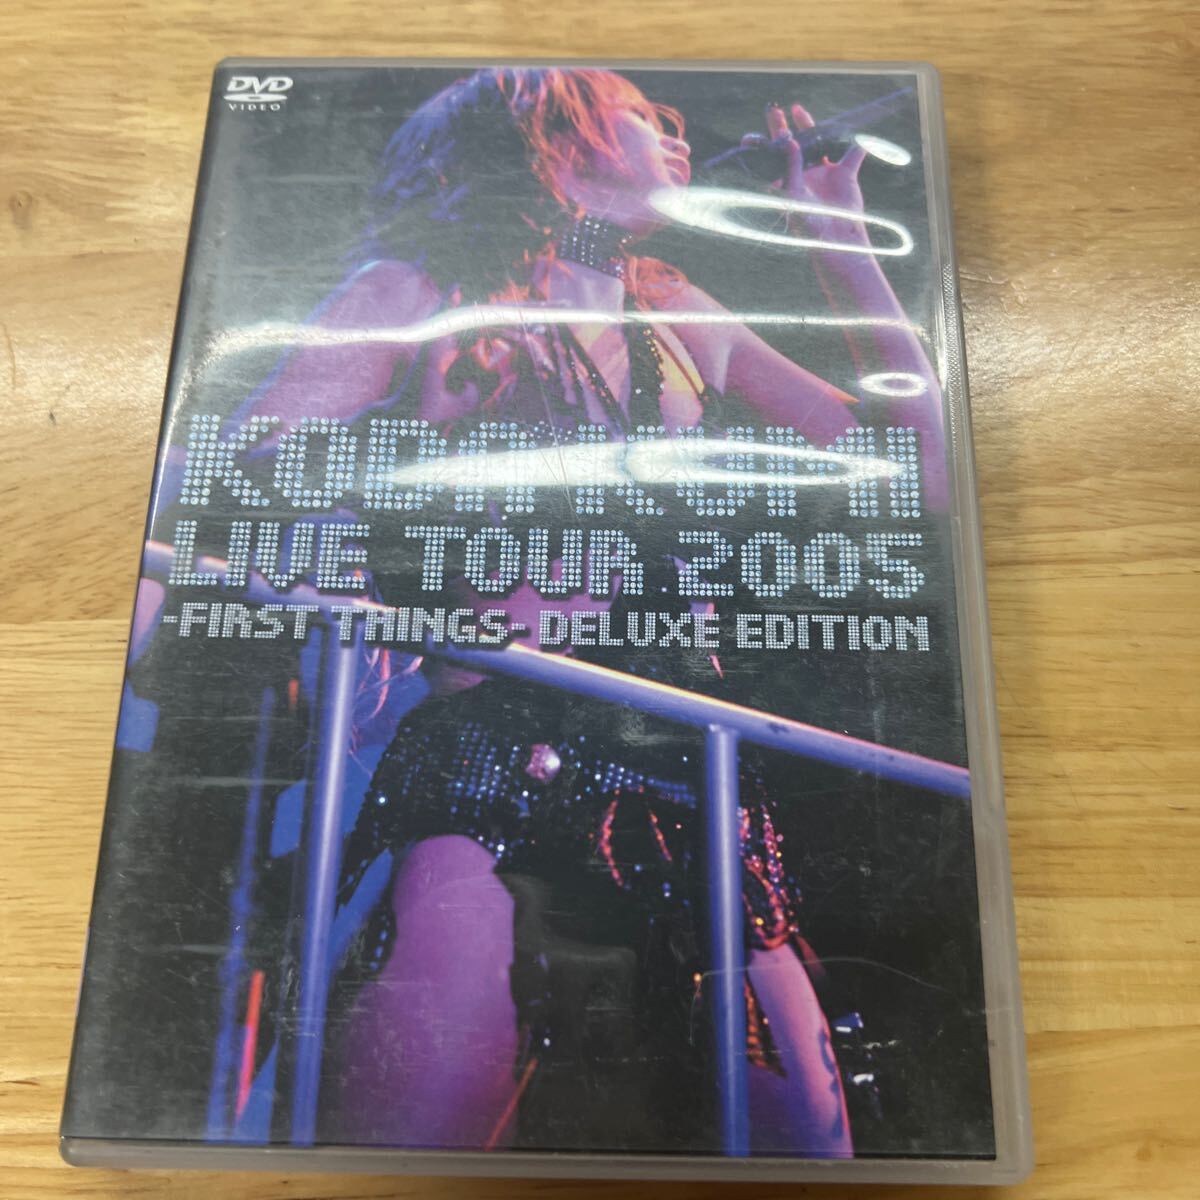 DVD
VIDEO
KODA KUMI
LIVE TOUR 2005
-FIRST THINGS- DELUXE EDITION